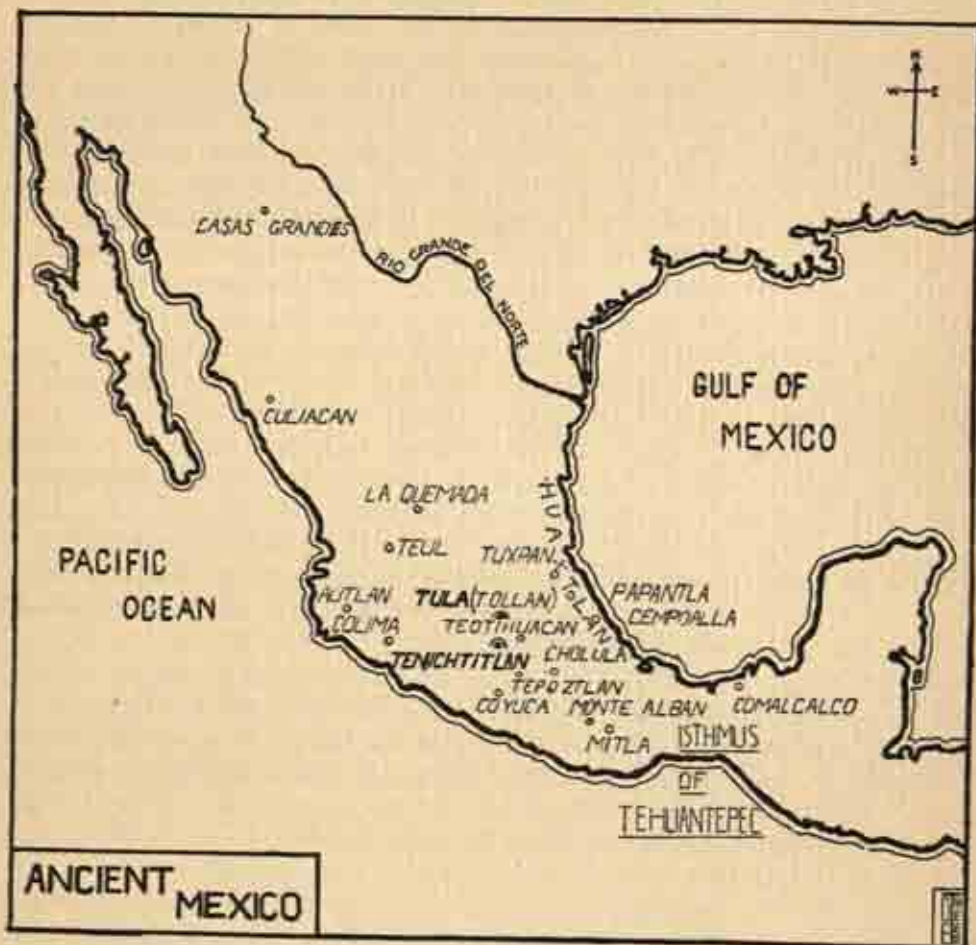 N
W E
S
CASAS GRANDES
RIO GRANDE DEL NORTE
GULF OF
MEXICO
CULIACAN
LA QUEMADA
TEUL
TUXPAN
PACIFIC
OCEAN
AUTLAN
TULA (TOLLAN)
PAPANTLA
COLIMA
TEOTIHUACAN
CEMPOALLA
TENICHTITLAN
CHOLULA
TEPOZTLAN
COYUCA
MONTE ALBAN
COMALCALCO
MITLA
ISTHMUS
OF
TEHUANTEPEC
ANCIENT
MEXICO